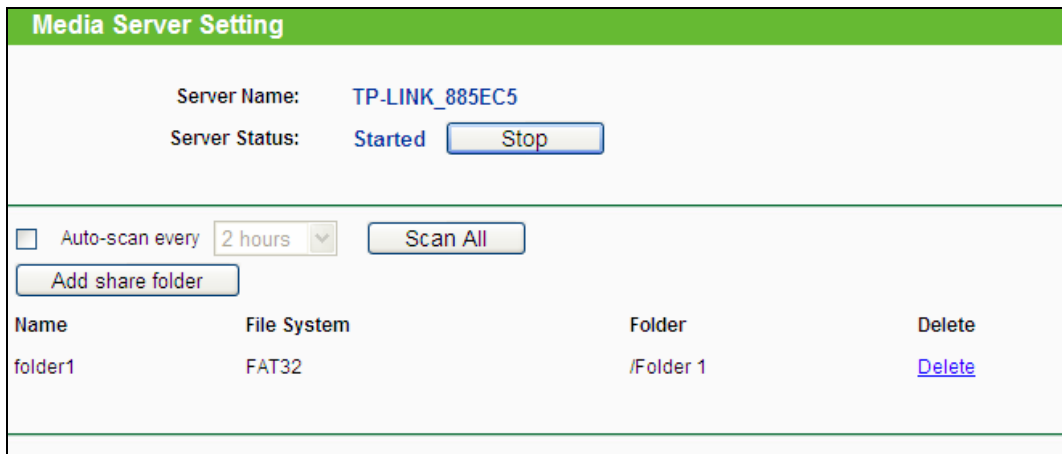 Media Server Setting
Server Name: TP-LINK_885EC5
Server Status: Started Stop
Auto-scan every 2 hours Scan All
Add share folder
Name File System Folder Delete
folder1 FAT32 /Folder 1 Delete